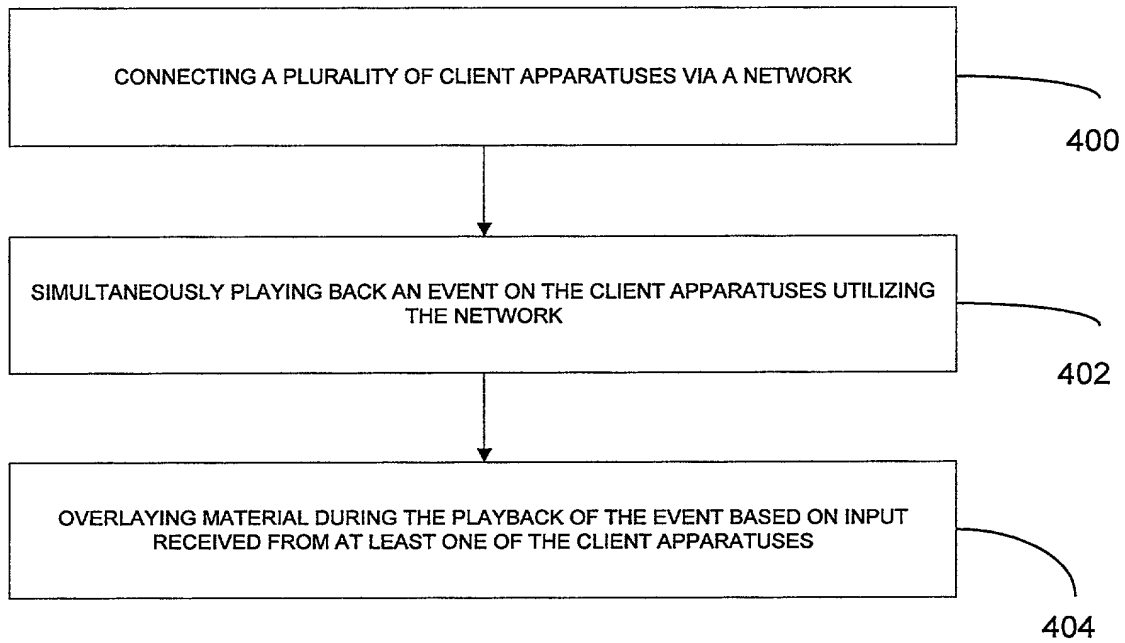 CONNECTING A PLURALITY OF CLIENT APPARATUSES VIA A NETWORK
400
SIMULTANEOUSLY PLAYING BACK AN EVENT ON THE CLIENT APPARATUSES UTILIZING
THE NETWORK
402
OVERLAYING MATERIAL DURING THE PLAYBACK OF THE EVENT BASED ON INPUT
RECEIVED FROM AT LEAST ONE OF THE CLIENT APPARATUSES
404